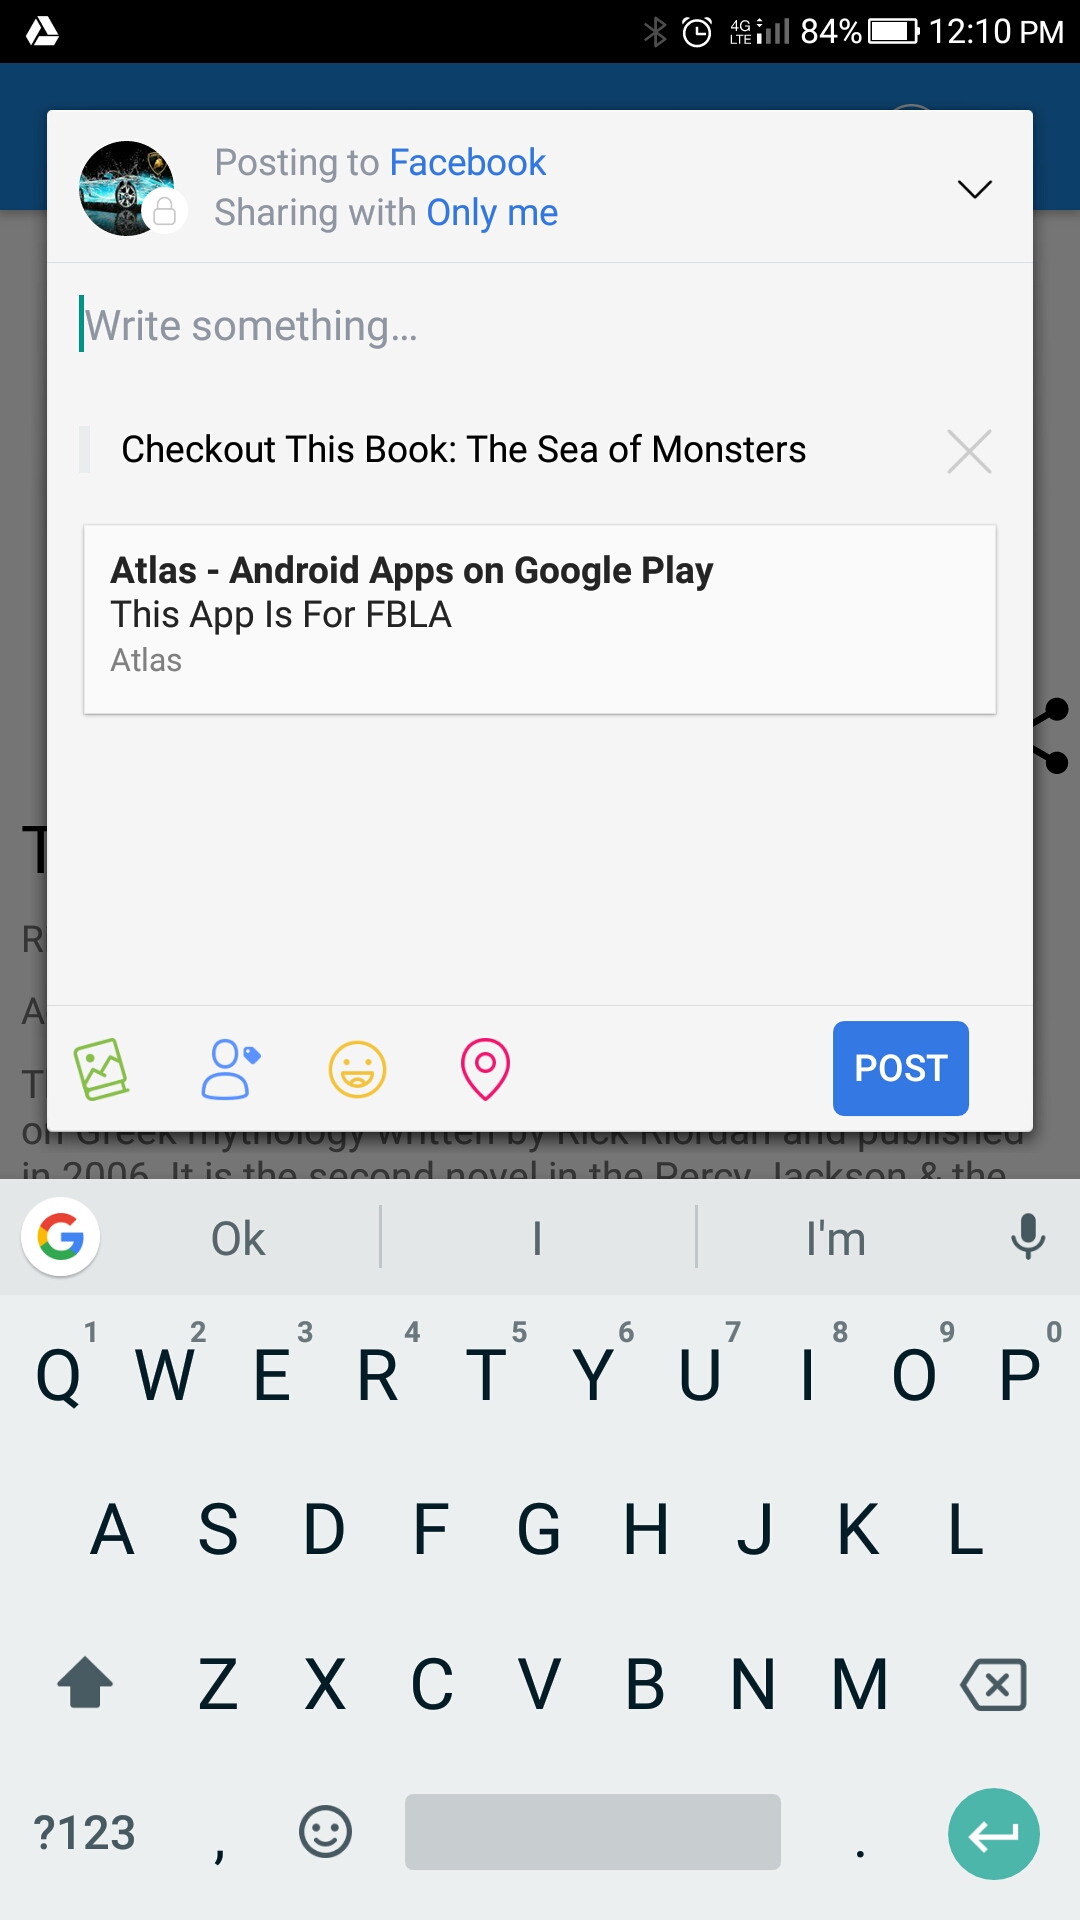 4G LTE 84% 12:10 PM
Posting to Facebook
Sharing with Only me
Write something...
Checkout This Book: The Sea of Monsters
Atlas - Android Apps on Google Play
This App Is For FBLA
Atlas
T
R
A
T
POST
on Greek mythology written by Rick Riordan and published
in 2006. It is the second novel in the Percy Jackson & the
Ok I I'm
1 2 3 4 5 6 7 8 9 0
Q W E R T Y U I O P
A S D F G H J K L
Z X C V B N M
?123 , .